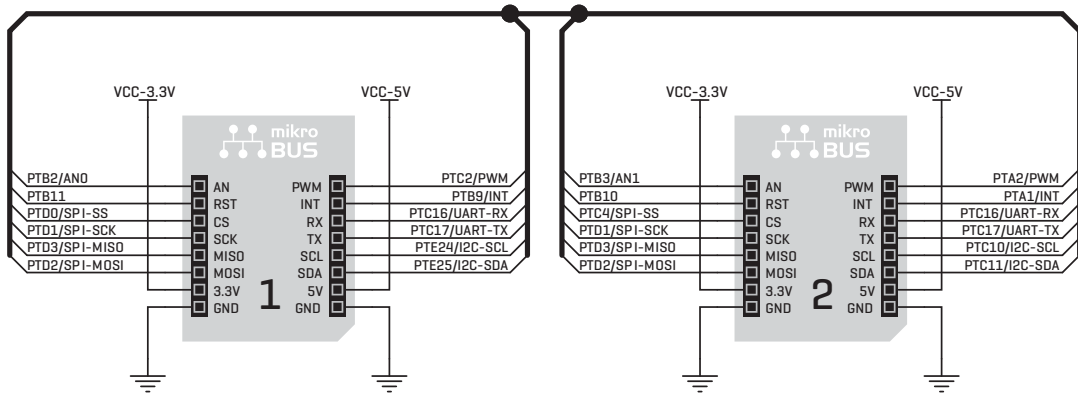 VCC-3.3V
VCC-5V
mikro
BUS
PTB2/AN0
PTB11
PTD0/SPI-SS
PTD1/SPI-SCK
PTD3/SPI-MISO
PTD2/SPI-MOSI
AN
RST
CS
SCK
MISO
MOSI
3.3V
GND
1
PWM
INT
RX
TX
SCL
SDA
5V
GND
PTC2/PWM
PTB9/INT
PTC16/UART-RX
PTC17/UART-TX
PTE24/I2C-SCL
PTE25/I2C-SDA
VCC-3.3V
VCC-5V
mikro
BUS
PTB3/AN1
PTB10
PTC4/SPI-SS
PTD1/SPI-SCK
PTD3/SPI-MISO
PTD2/SPI-MOSI
AN
RST
CS
SCK
MISO
MOSI
3.3V
GND
2
PWM
INT
RX
TX
SCL
SDA
5V
GND
PTA2/PWM
PTA1/INT
PTC16/UART-RX
PTC17/UART-TX
PTC10/I2C-SCL
PTC11/I2C-SDA